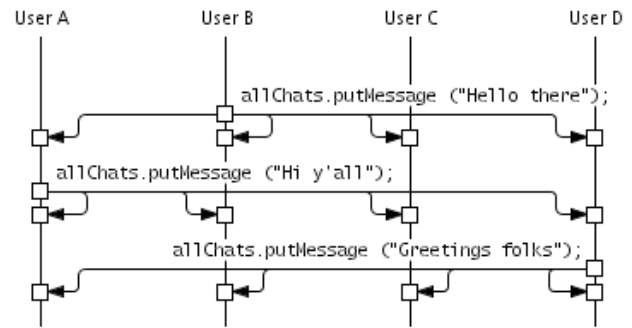 User A User B User C User D
allChats.putMessage ("Hello there");
allChats.putMessage ("Hi y'all");
allChats.putMessage ("Greetings folks");